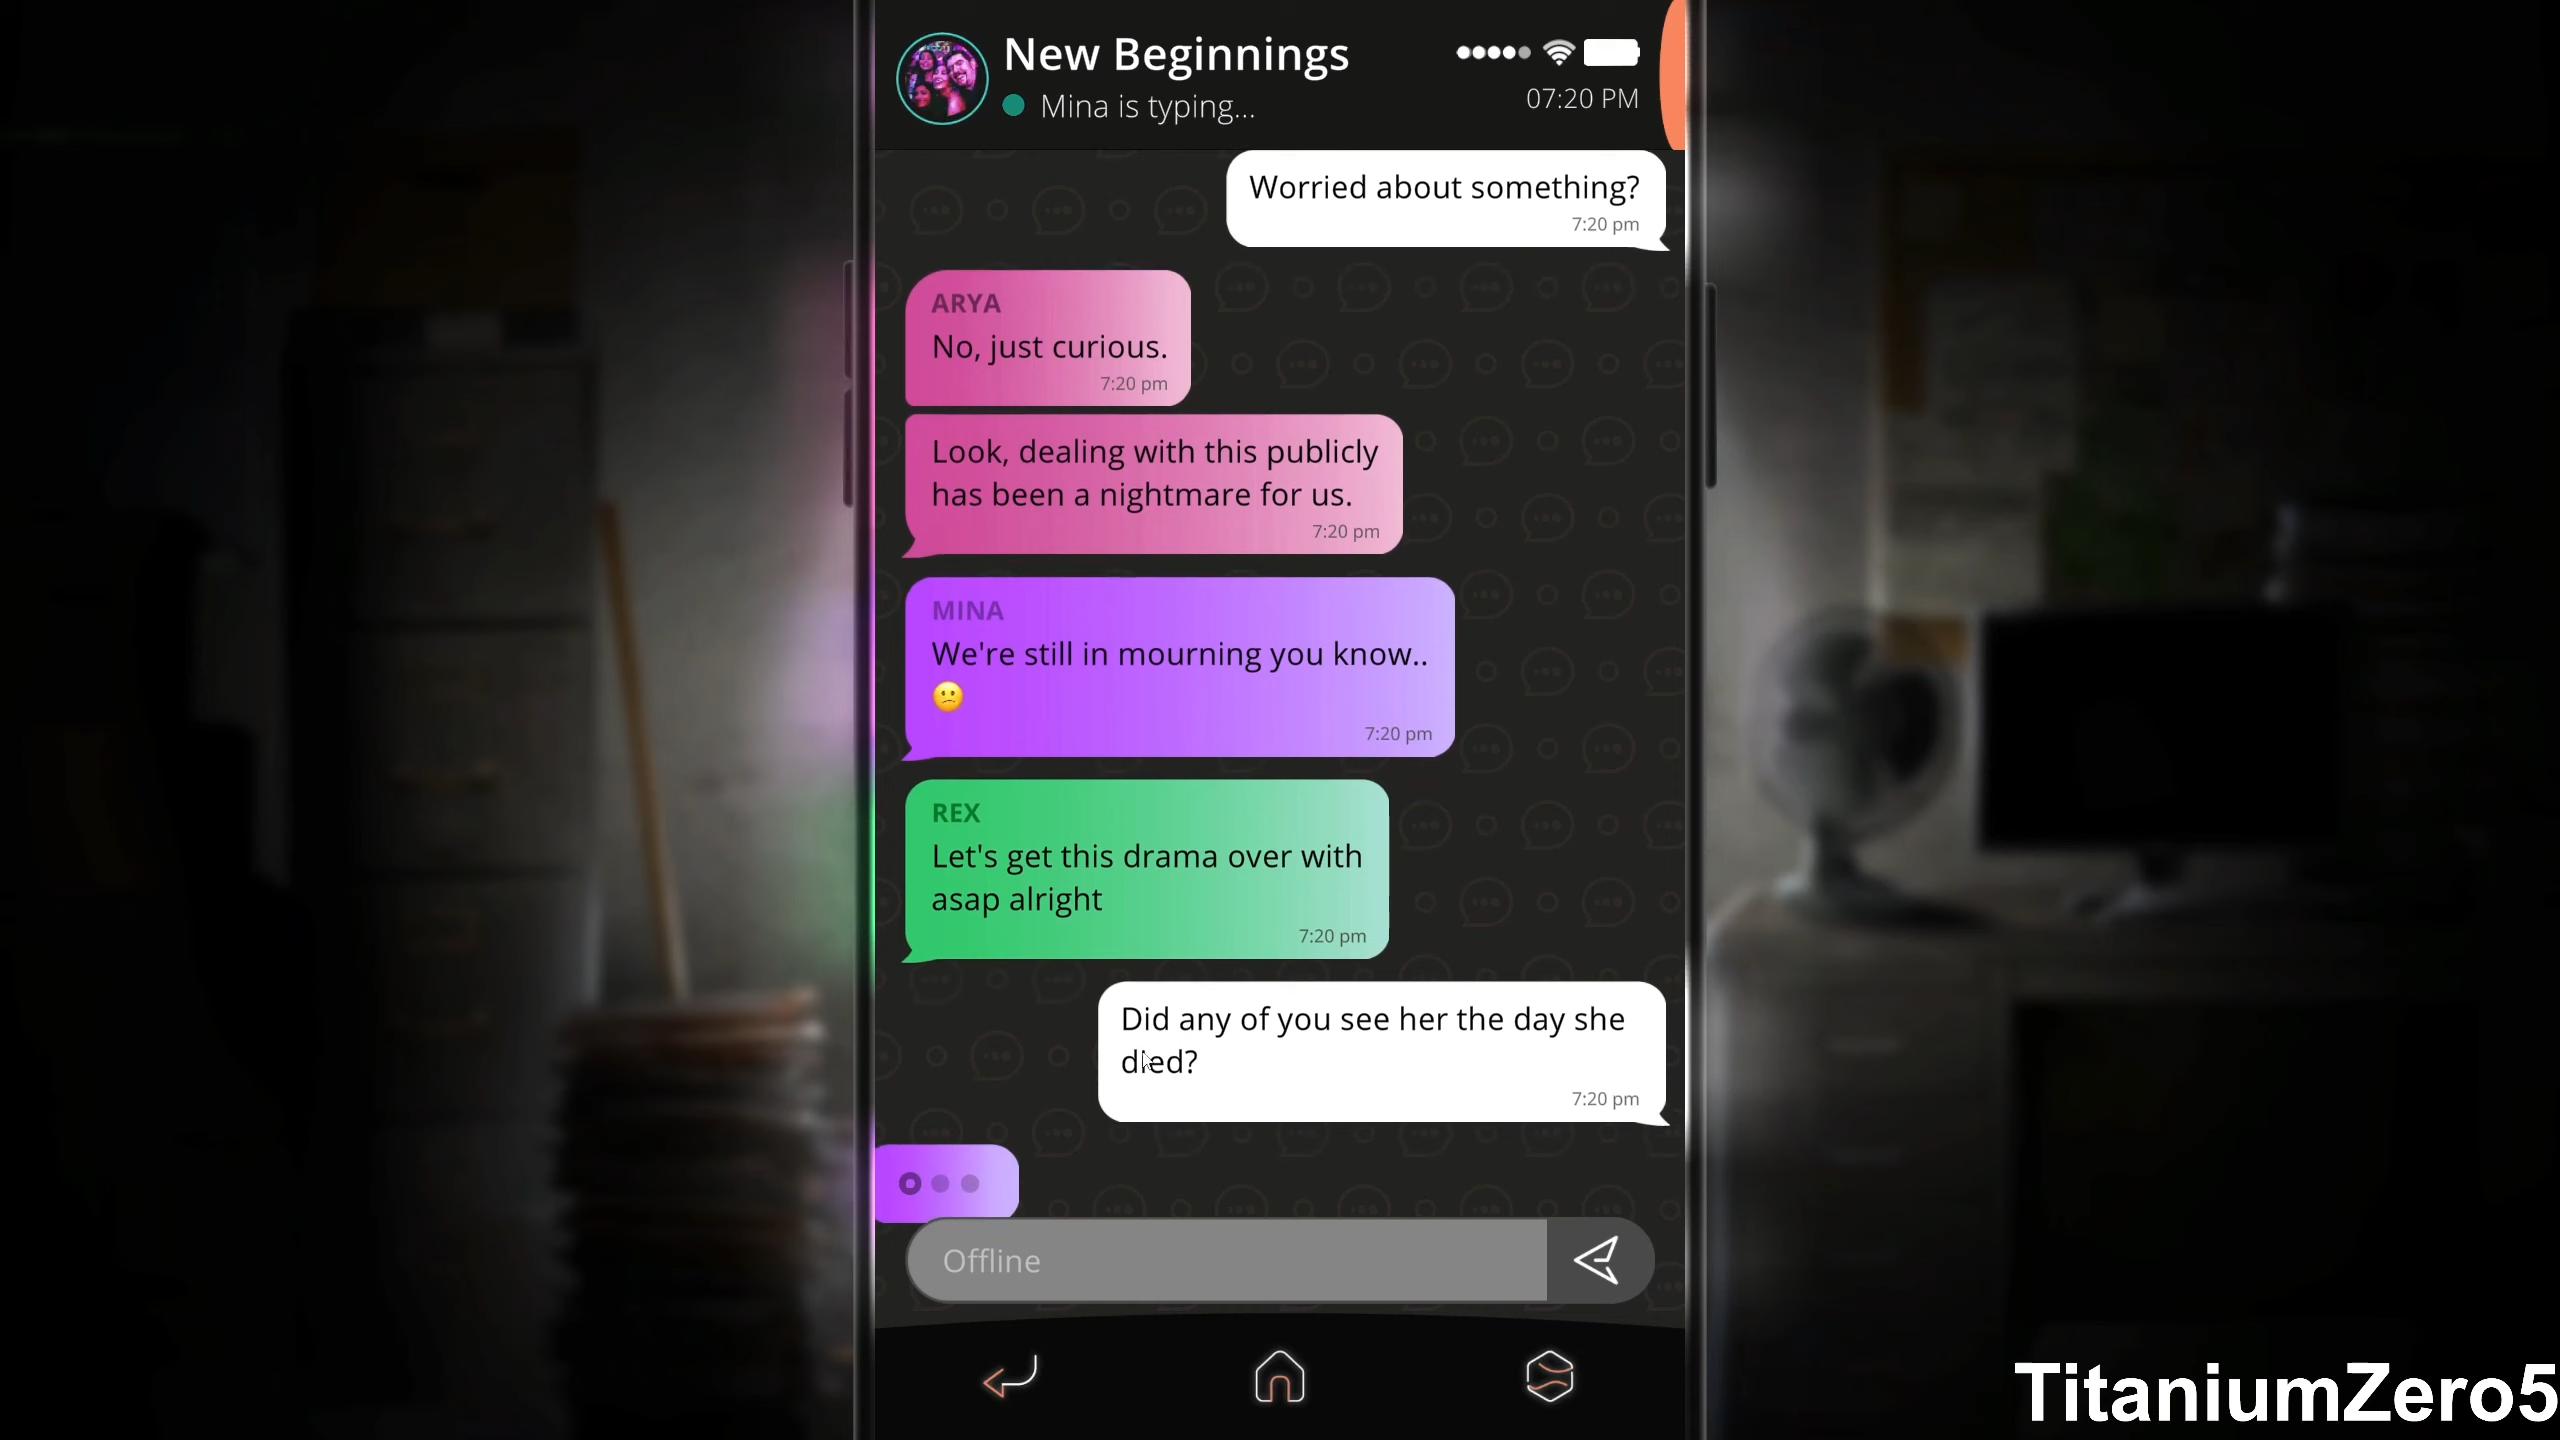 New Beginnings
Mina is typing...
07:20 PM
Worried about something?
7:20 pm
ARYA
No, just curious.
7:20 pm
Look, dealing with this publicly
has been a nightmare for us.
7:20 pm
MINA
We're still in mourning you know..
🙁
7:20 pm
REX
Let's get this drama over with
asap alright
7:20 pm
Did any of you see her the day she
died?
7:20 pm
Offline
TitaniumZero5